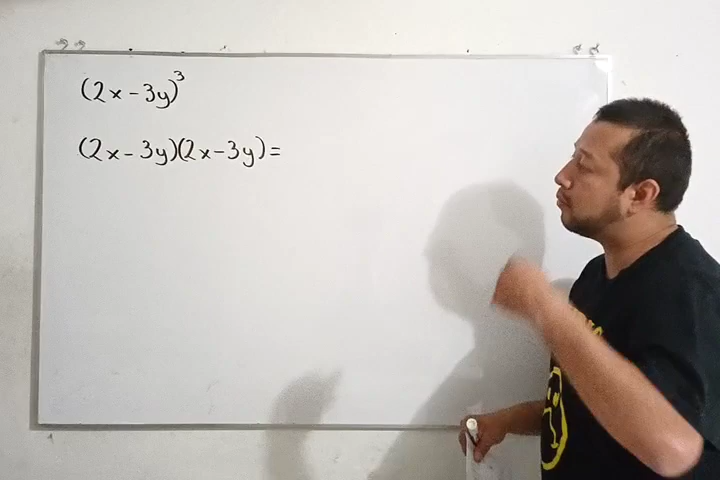 (2x - 3y)³
(2x - 3y)(2x - 3y) =